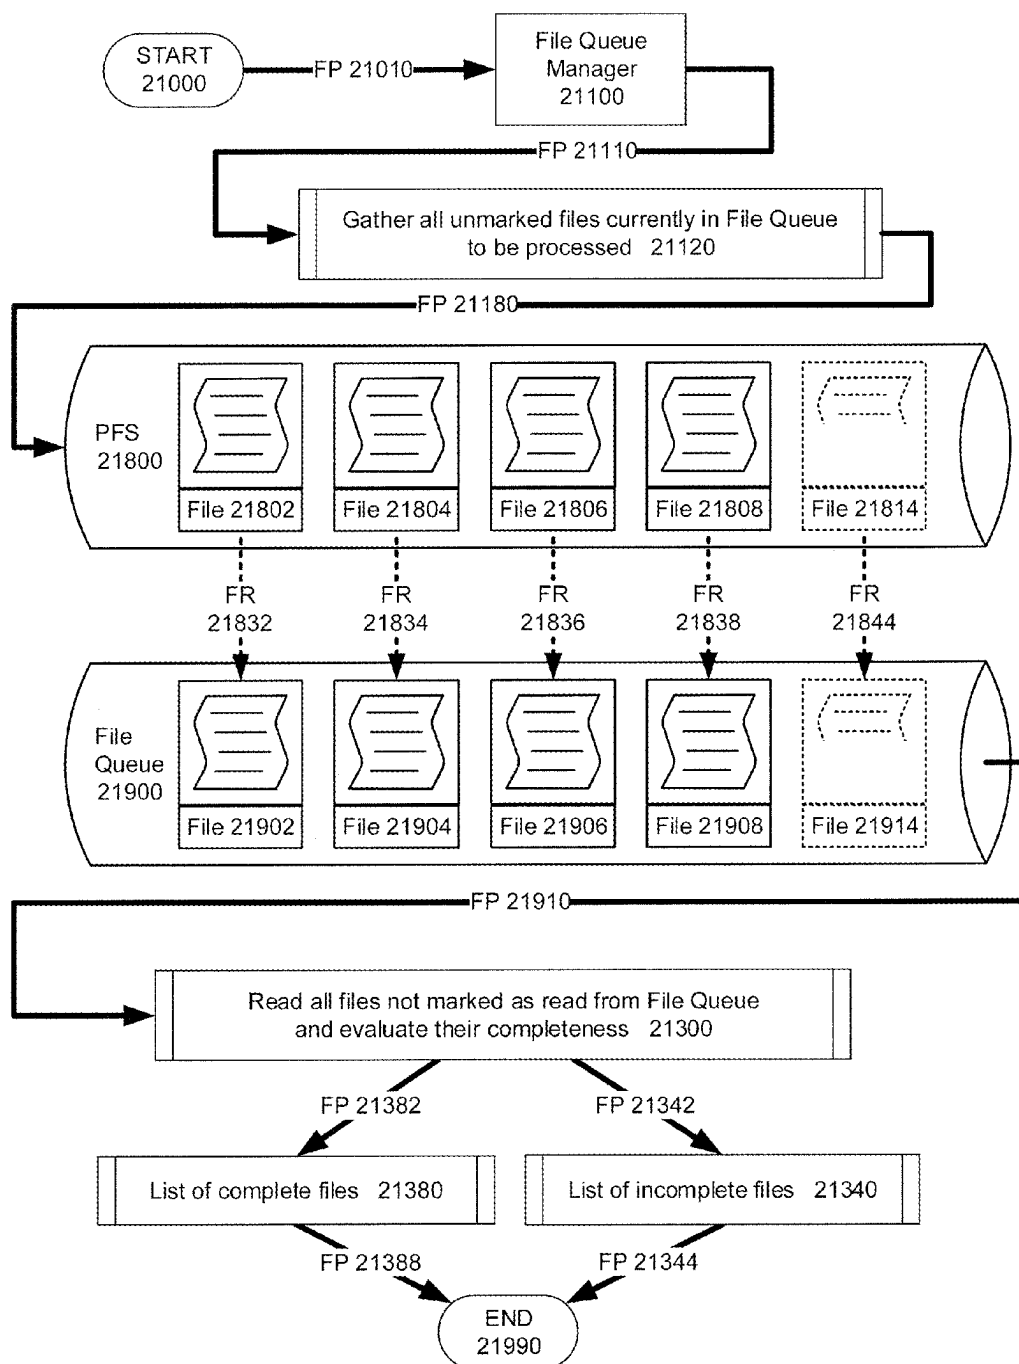 START
21000
FP 21010
File Queue
Manager
21100
FP 21110
Gather all unmarked files currently in File Queue
to be processed 21120
FP 21180
PFS
21800
File 21802
File 21804
File 21806
File 21808
File 21814
FR
21832
FR
21834
FR
21836
FR
21838
FR
21844
File
Queue
21900
File 21902
File 21904
File 21906
File 21908
File 21914
FP 21910
Read all files not marked as read from File Queue
and evaluate their completeness 21300
FP 21382
FP 21342
List of complete files 21380
List of incomplete files 21340
FP 21388
FP 21344
END
21990